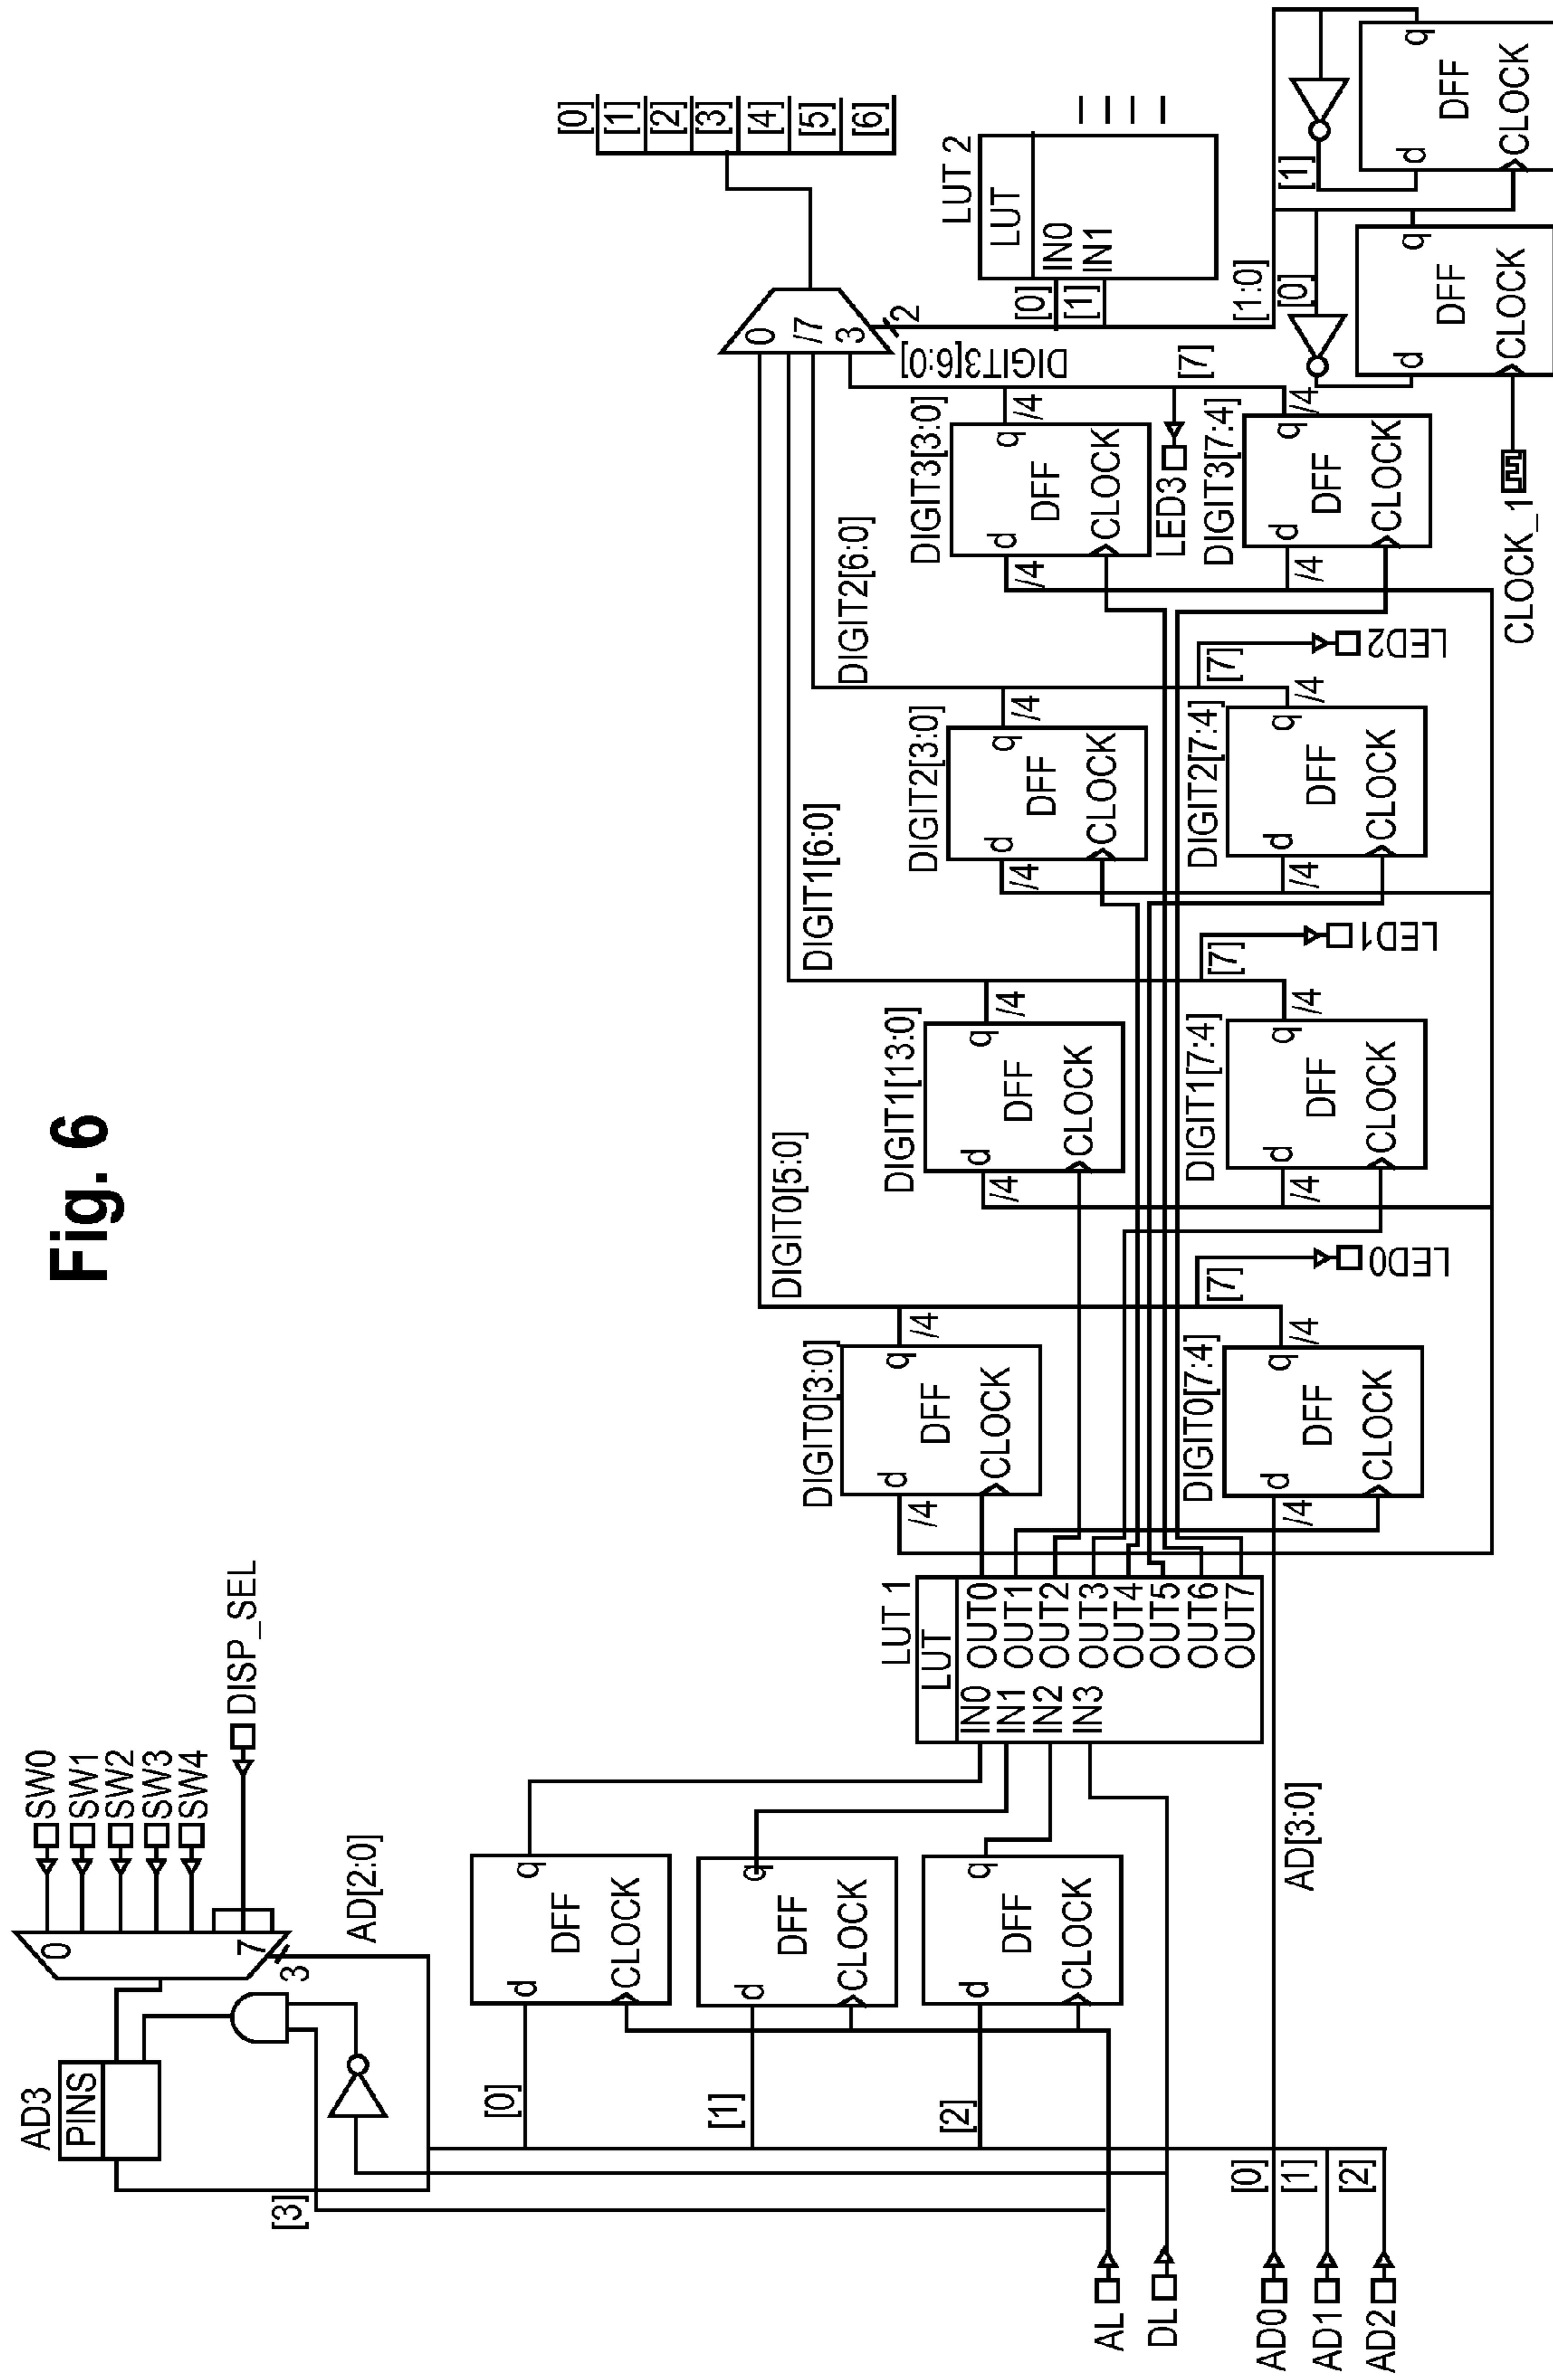 Fig. 6
AD3
PINS
0
7
3
SW0
SW1
SW2
SW3
SW4
DISP_SEL
AD[2:0]
[3]
[0]
[1]
[2]
d
q
DFF
CLOCK
d
q
DFF
CLOCK
d
q
DFF
CLOCK
AL
DL
AD0
AD1
AD2
[0]
[1]
[2]
AD[3:0]
LUT 1
LUT
IN0
IN1
IN2
IN3
OUT0
OUT1
OUT2
OUT3
OUT4
OUT5
OUT6
OUT7
DIGIT0[3:0]
d
q
DFF
CLOCK
/4
/4
DIGIT0[7:4]
d
q
DFF
CLOCK
/4
/4
DIGIT0[5:0]
[7]
LED0
DIGIT1[13:0]
d
q
DFF
CLOCK
/4
/4
DIGIT1[7:4]
d
q
DFF
CLOCK
/4
/4
DIGIT1[6:0]
[7]
LED1
DIGIT2[3:0]
d
q
DFF
CLOCK
/4
/4
DIGIT2[7:4]
d
q
DFF
CLOCK
/4
/4
DIGIT2[6:0]
[7]
LED2
DIGIT3[3:0]
d
q
DFF
CLOCK
/4
/4
LED3
[7]
DIGIT3[7:4]
d
q
DFF
CLOCK
/4
/4
DIGIT3[6:0]
0
/7
3
2
[0]
[1]
[2]
[3]
[4]
[5]
[6]
LUT 2
LUT
IN0
IN1
[0]
[1]
[1:0]
[0]
[1]
d
q
DFF
CLOCK
d
q
DFF
CLOCK
CLOCK_1